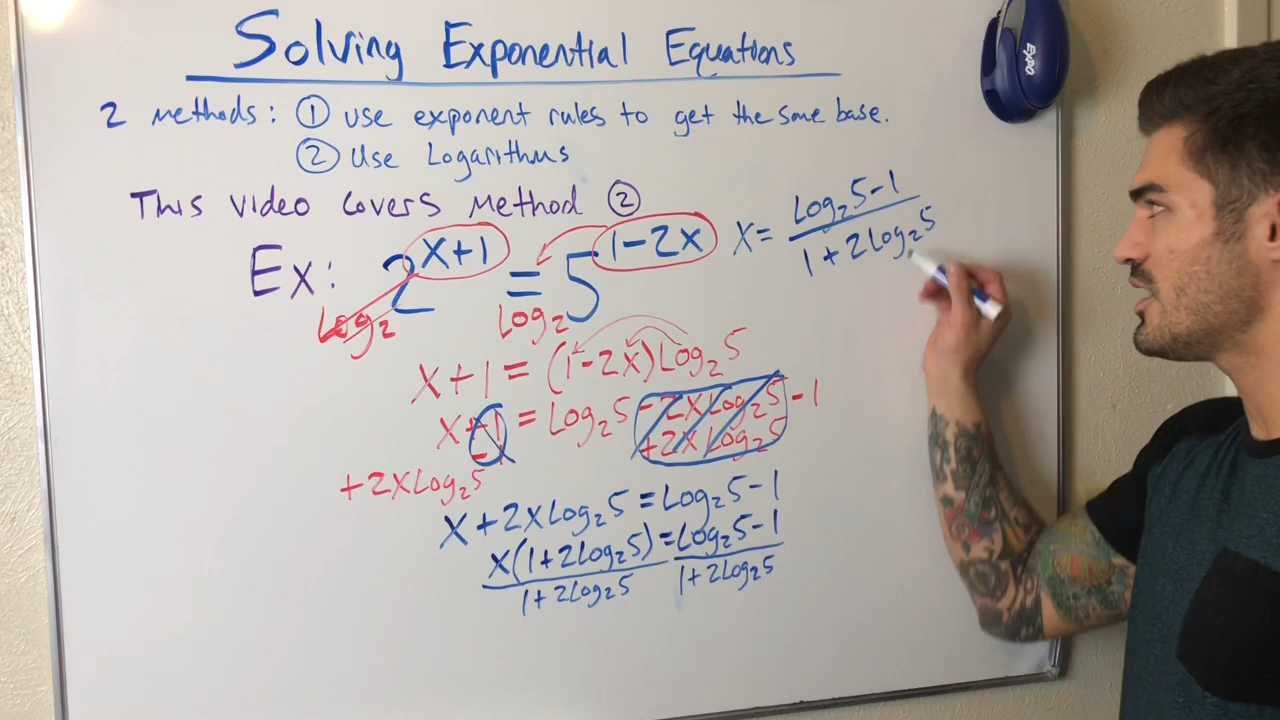 Solving Exponential Equations
2 methods: ① use exponent rules to get the same base.
② Use Logarithms
This video covers Method ②
Ex: 2^(x+1) = 5^(1-2x)
Log₂ Log₂
x+1 = (1-2x)Log₂5
x+1 = Log₂5 -2xLog₂5 -1
-1 +2xLog₂5
+2xLog₂5
x+2xLog₂5 = Log₂5-1
x(1+2Log₂5) = Log₂5-1
1+2Log₂5 1+2Log₂5
x= Log₂5-1
1+2Log₂5
EXPO